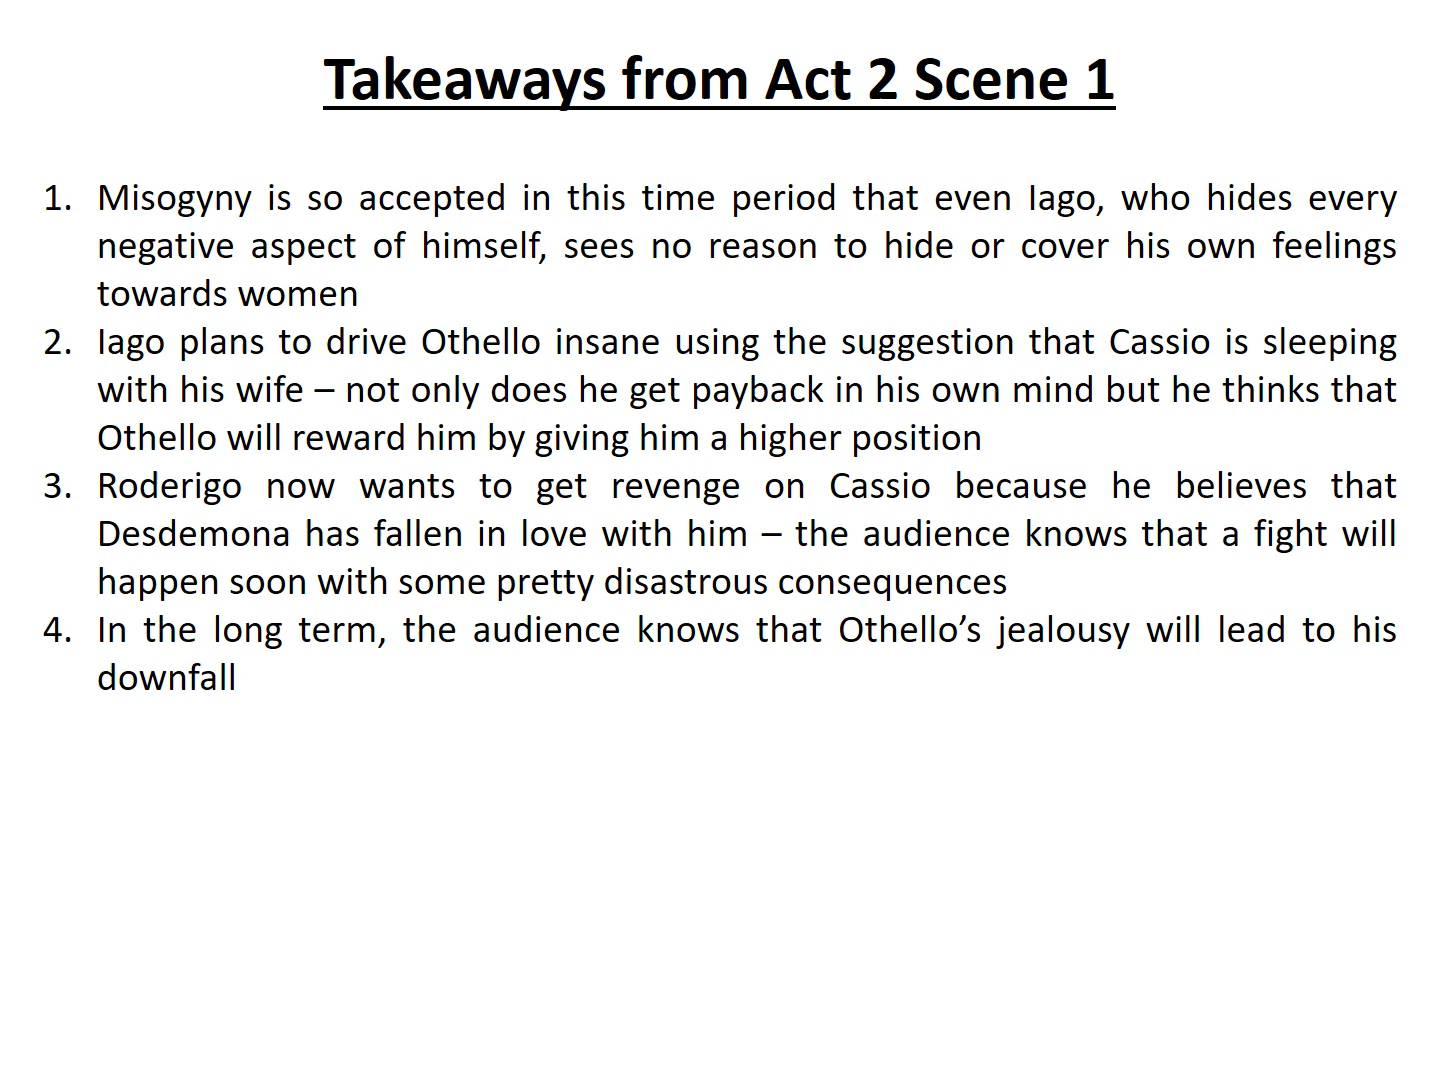 Takeaways from Act 2 Scene 1
1. Misogyny is so accepted in this time period that even Iago, who hides every
negative aspect of himself, sees no reason to hide or cover his own feelings
towards women
2. Iago plans to drive Othello insane using the suggestion that Cassio is sleeping
with his wife – not only does he get payback in his own mind but he thinks that
Othello will reward him by giving him a higher position
3. Roderigo now wants to get revenge on Cassio because he believes that
Desdemona has fallen in love with him – the audience knows that a fight will
happen soon with some pretty disastrous consequences
4. In the long term, the audience knows that Othello’s jealousy will lead to his
downfall